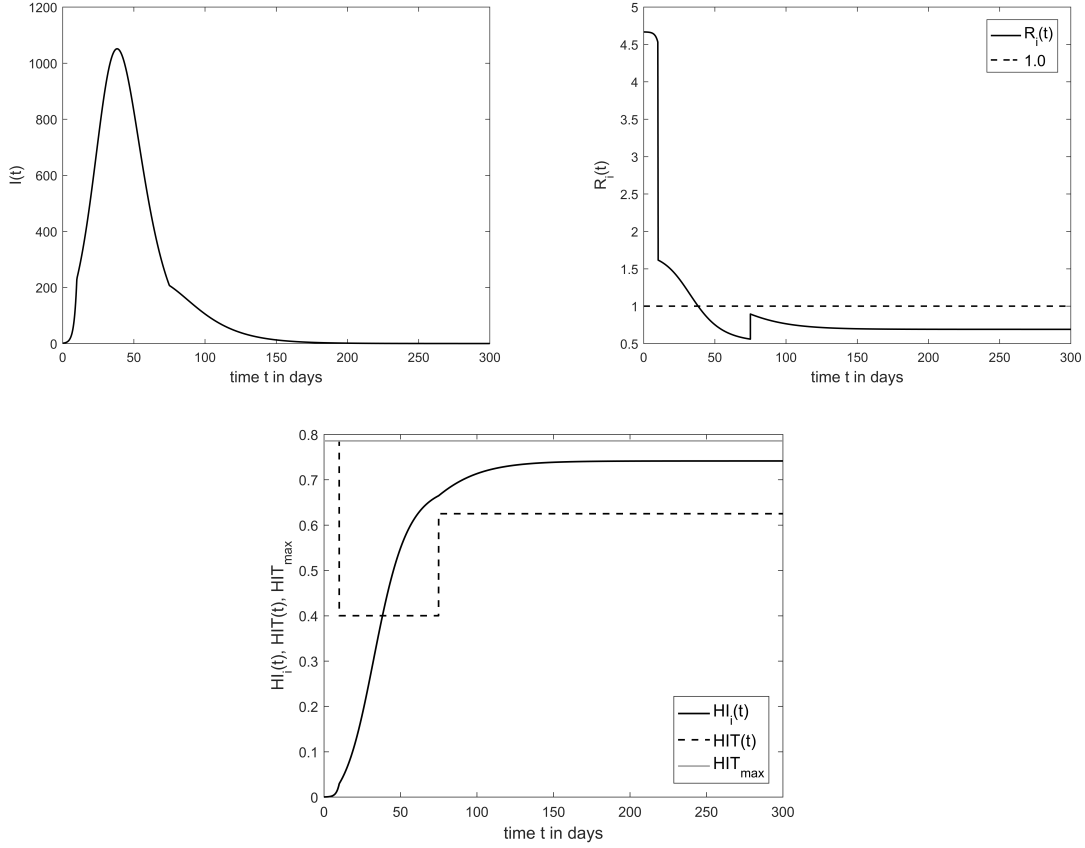 1200
1000
800
600
400
200
0
0 50 100 150 200 250 300
I(t)
time t in days
5
4.5
4
3.5
3
2.5
2
1.5
1
0.5
0 50 100 150 200 250 300
R_i(t)
time t in days
R_i(t)
1.0
0.8
0.7
0.6
0.5
0.4
0.3
0.2
0.1
0
0 50 100 150 200 250 300
HI_i(t), HIT(t), HIT_max
time t in days
HI_i(t)
HIT(t)
HIT_max